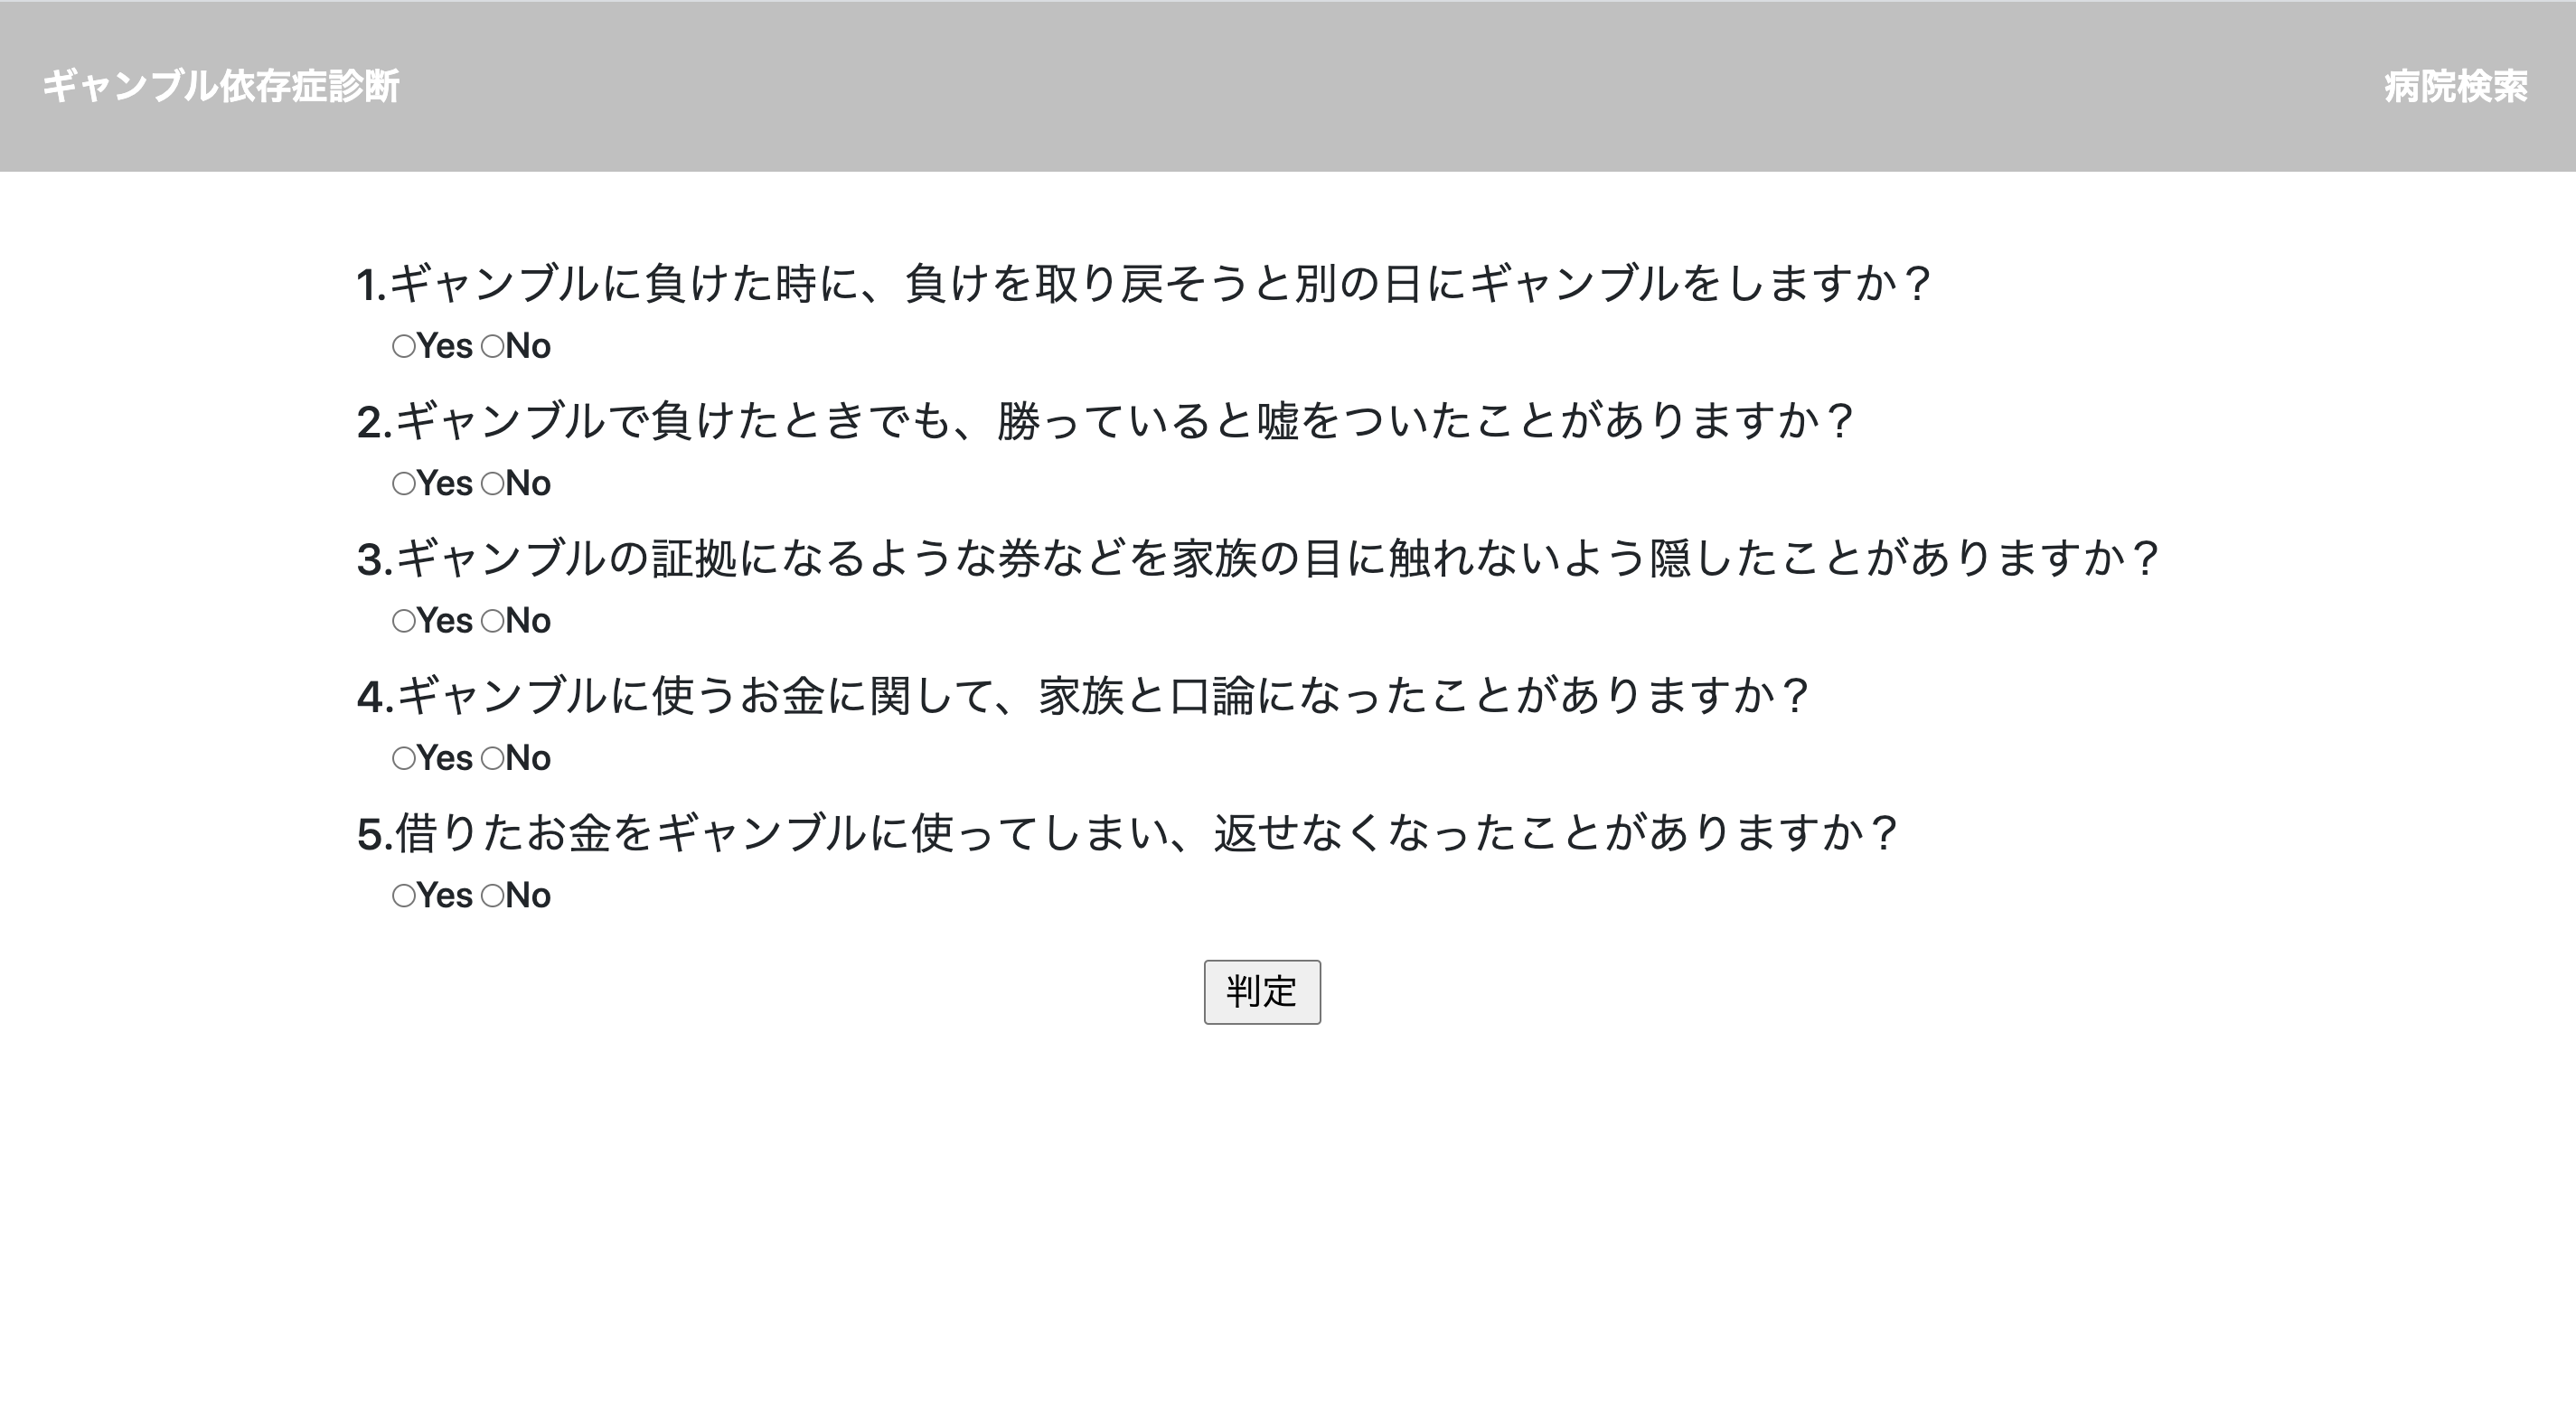 ギャンブル依存症診断
病院検索
1.ギャンブルに負けた時に、負けを取り戻そうと別の日にギャンブルをしますか？
Yes No
2.ギャンブルで負けたときでも、勝っていると嘘をついたことがありますか？
Yes No
3.ギャンブルの証拠になるような券などを家族の目に触れないよう隠したことがありますか？
Yes No
4.ギャンブルに使うお金に関して、家族と口論になったことがありますか？
Yes No
5.借りたお金をギャンブルに使ってしまい、返せなくなったことがありますか？
Yes No
判定